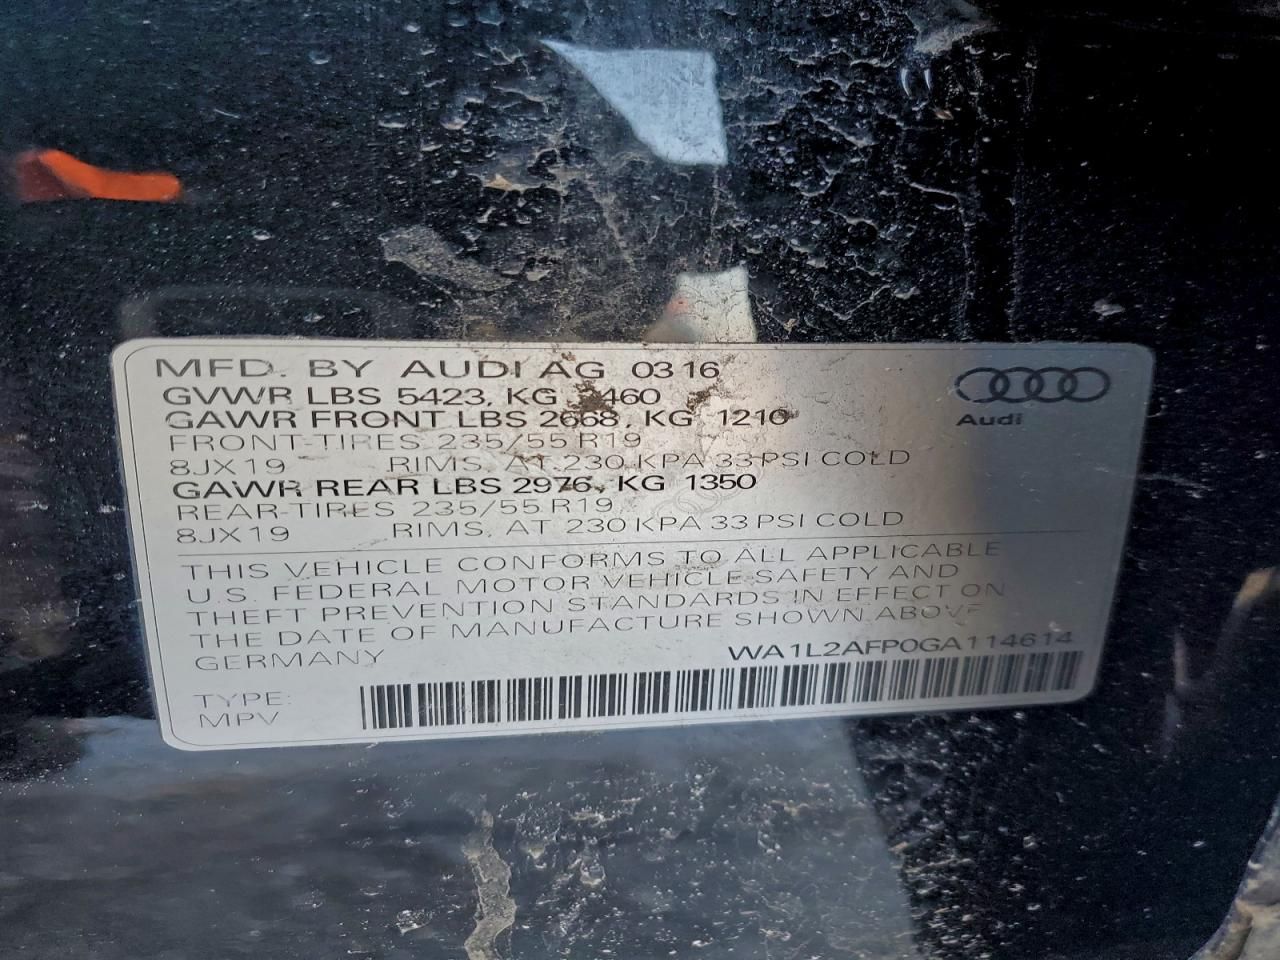 MFD. BY AUDI AG 03 16
GVWR LBS 5423, KG 2460
GAWR FRONT LBS 2668, KG 1210
FRONT-TIRES 235/55 R19
8JX19 RIMS, AT 230 KPA 33 PSI COLD
GAWR REAR LBS 2976, KG 1350
REAR-TIRES 235/55 R19
8JX19 RIMS, AT 230 KPA 33 PSI COLD
Audi
THIS VEHICLE CONFORMS TO ALL APPLICABLE
U.S. FEDERAL MOTOR VEHICLE SAFETY AND
THEFT PREVENTION STANDARDS IN EFFECT ON
THE DATE OF MANUFACTURE SHOWN ABOVE
GERMANY WA1L2AFP0GA114614
TYPE:
MPV